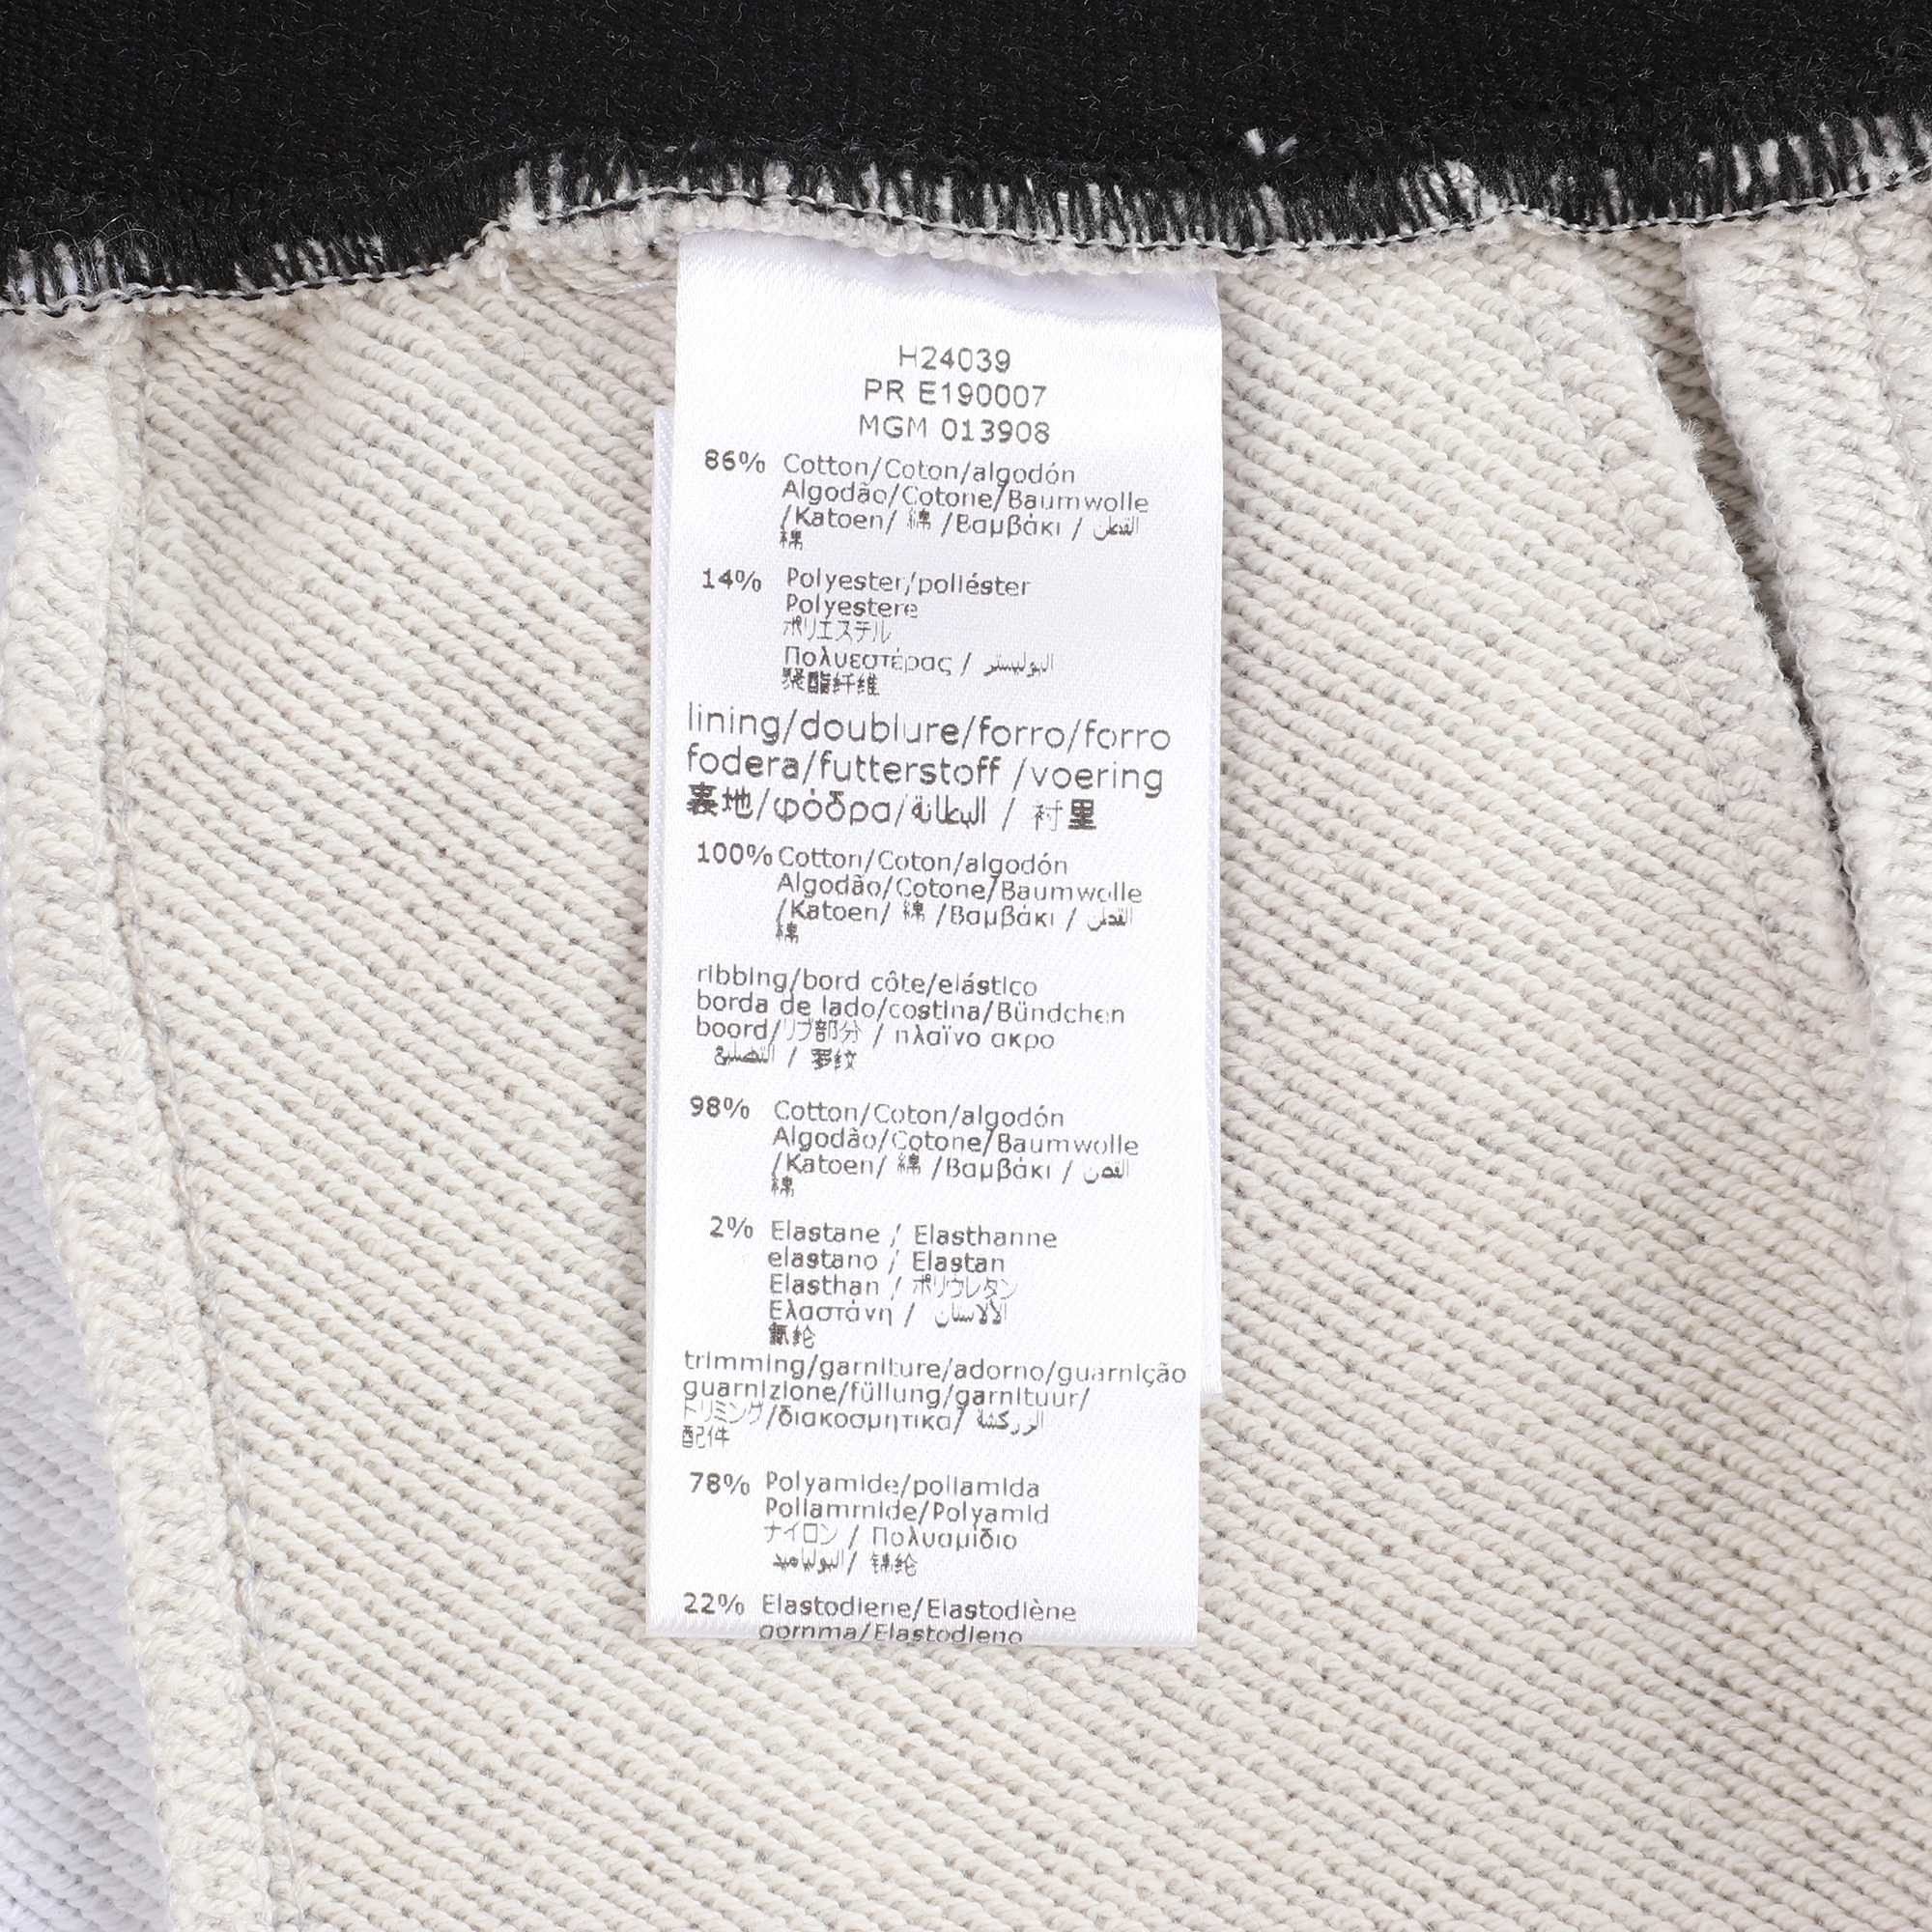 H24039
PR E190007
MGM 013908
86% Cotton/Coton/algodón
Algodão/Cotone/Baumwolle
/Katoen/ 綿 /Βαμβάκι / القطن
棉
14% Polyester/poliéster
Polyestere
ポリエステル
Πολυεστέρας / البوليستر
聚酯纤维
lining/doublure/forro/forro
fodera/futterstoff /voering
裏地/φόδρα/البطانة / 衬里
100% Cotton/Coton/algodón
Algodão/Cotone/Baumwolle
/Katoen/ 綿 /Βαμβάκι / القطن
棉
ribbing/bord côte/elástico
borda de lado/costina/Bündchen
boord/リブ部分 / πλαϊνο ακρο
التضليع / 罗纹
98% Cotton/Coton/algodón
Algodão/Cotone/Baumwolle
/Katoen/ 綿 /Βαμβάκι / القطن
棉
2% Elastane / Elasthanne
elastano / Elastan
Elasthan / ポリウレタン
Ελαστάνη / الالاستان
氨纶
trimming/garniture/adorno/guarnição
guarnizione/füllung/garnituur/
トリミング/διακοσμητικα/ الزركشة
配件
78% Polyamide/poliamida
Poliammide/Polyamid
ナイロン / Πολυαμίδιο
البولياميد / 锦纶
22% Elastodiene/Elastodiène
gomma/Elastodieno